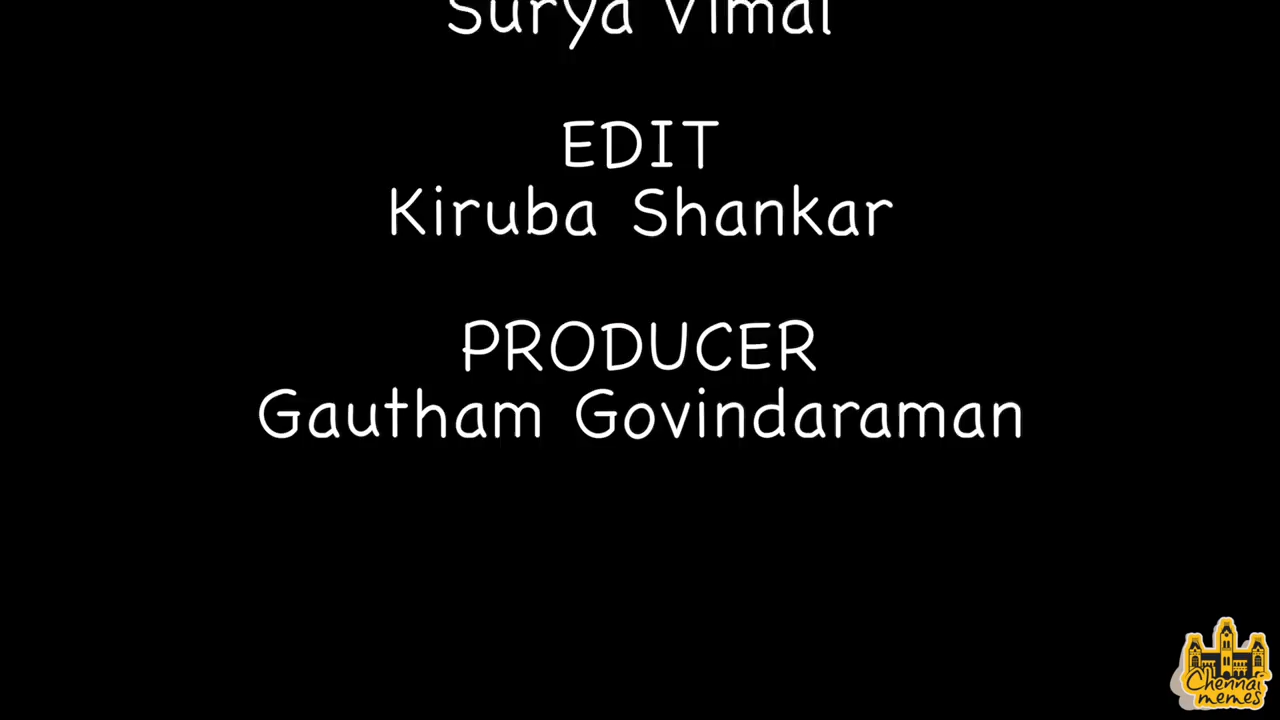 Surya Vimal
EDIT
Kiruba Shankar
PRODUCER
Gautham Govindaraman
Chennai
memes